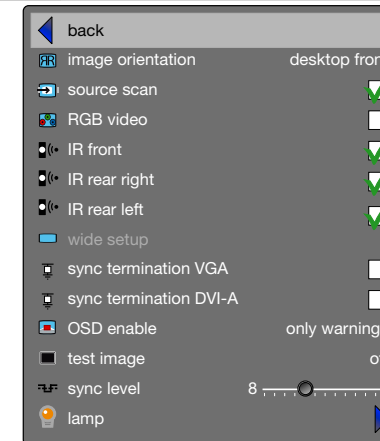 back
image orientation desktop fron
source scan
RGB video
IR front
IR rear right
IR rear left
wide setup
sync termination VGA
sync termination DVI-A
OSD enable only warning
test image o
sync level 8
lamp